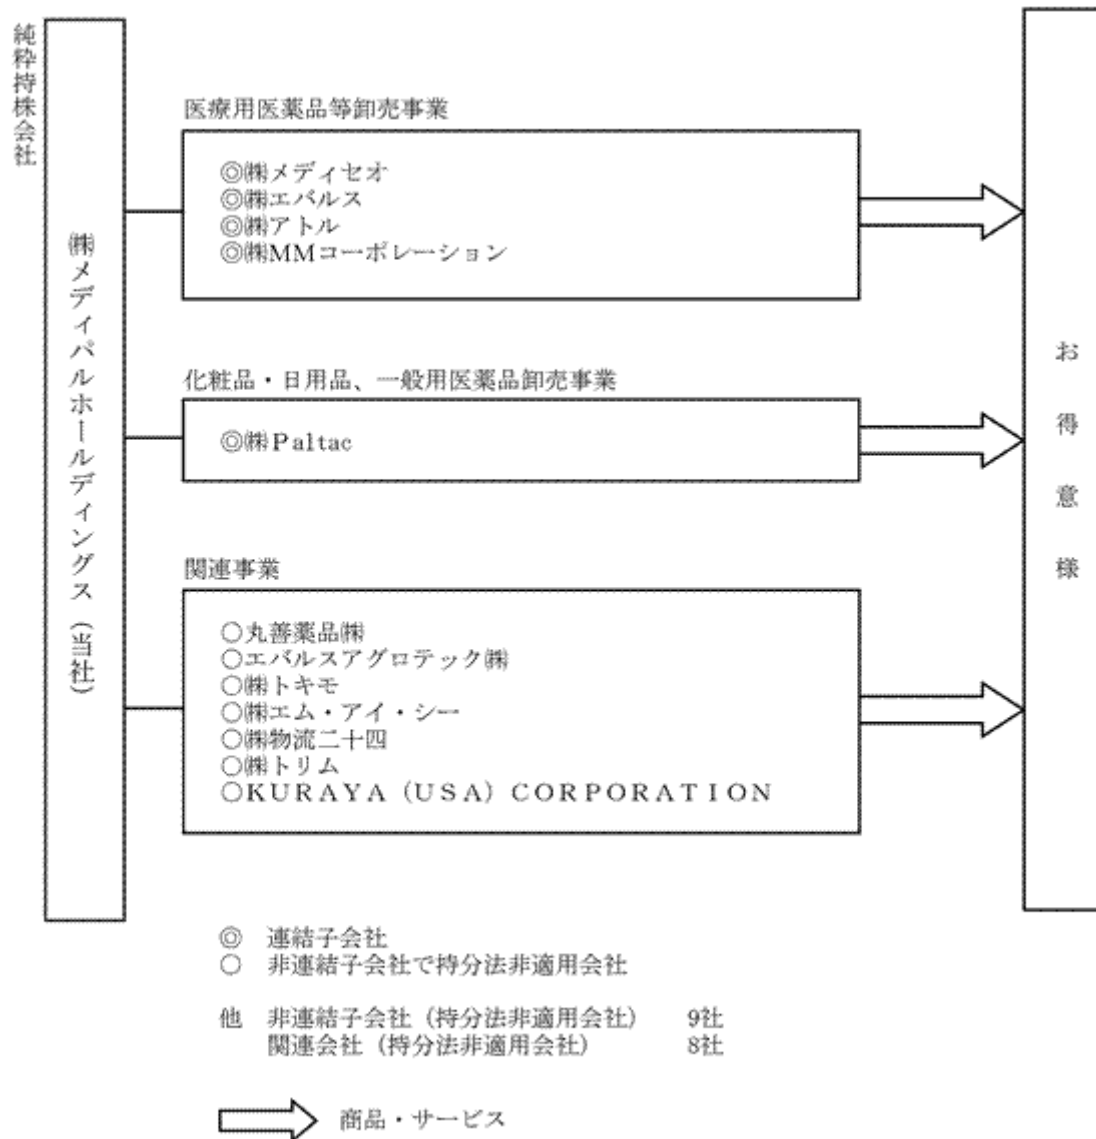 純粋持株会社
㈱メディパルホールディングス（当社）
医療用医薬品等卸売事業
◎㈱メディセオ
◎㈱エバルス
◎㈱アトル
◎㈱MMコーポレーション
化粧品・日用品、一般用医薬品卸売事業
◎㈱Paltac
関連事業
○丸善薬品㈱
○エバルスアグロテック㈱
○㈱トキモ
○㈱エム・アイ・シー
○㈱物流二十四
○㈱トリム
○KURAYA（USA）CORPORATION
お得意様
◎　連結子会社
○　非連結子会社で持分法非適用会社
他　非連結子会社（持分法非適用会社）　9社
関連会社（持分法非適用会社）　8社
商品・サービス